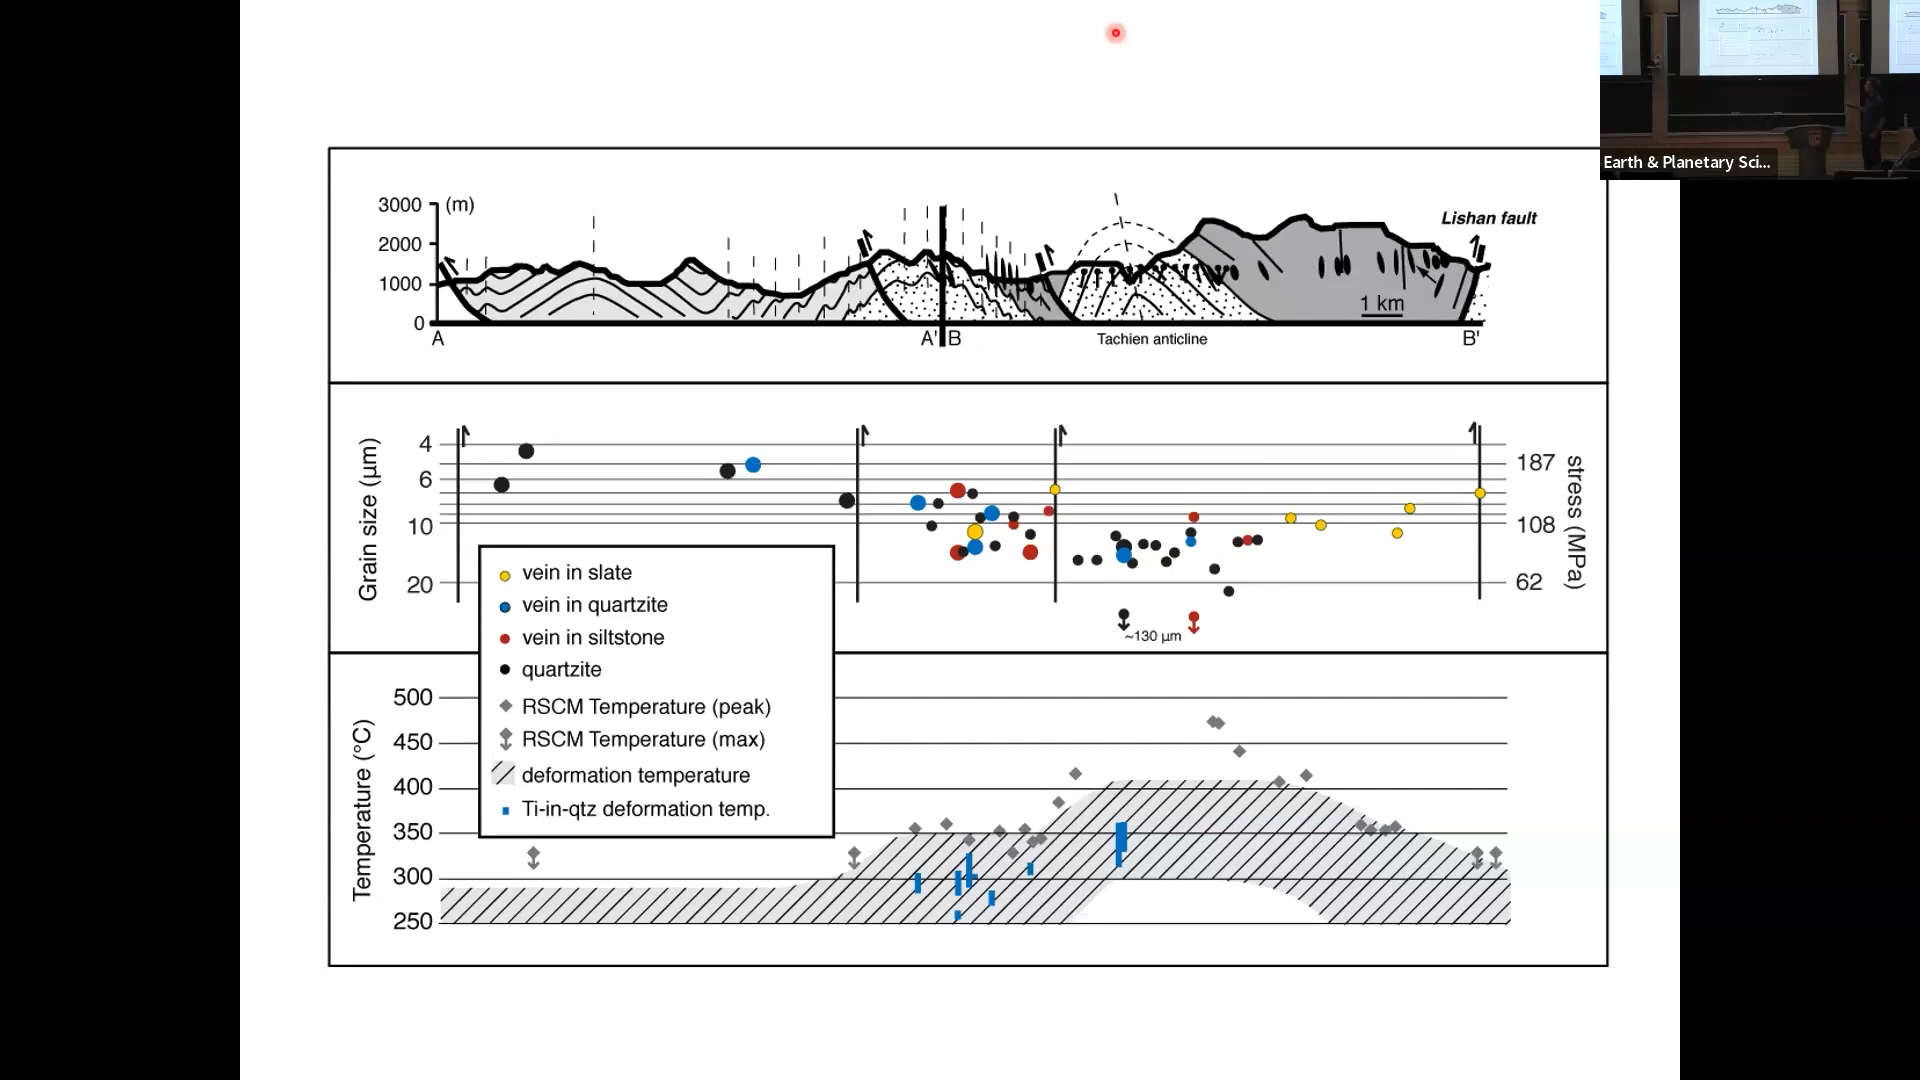 Earth & Planetary Sci...
3000 (m)
2000
1000
0
Lishan fault
1 km
A
A' B
Tachien anticline
B'
Grain size (µm)
4
6
10
20
187
108
62
stress (MPa)
~130 µm
vein in slate
vein in quartzite
vein in siltstone
quartzite
RSCM Temperature (peak)
RSCM Temperature (max)
deformation temperature
Ti-in-qtz deformation temp.
Temperature (°C)
500
450
400
350
300
250